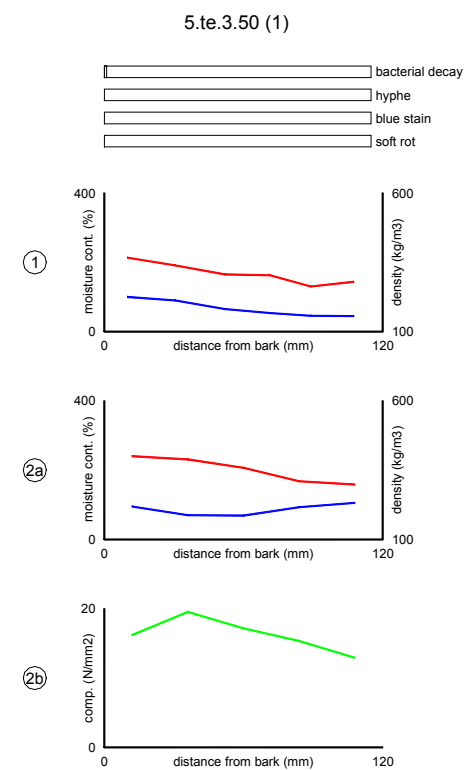 5.te.3.50 (1)
bacterial decay
hyphe
blue stain
soft rot
400
600
1
moisture cont. (%)
density (kg/m3)
0
100
0
distance from bark (mm)
120
400
600
2a
moisture cont. (%)
density (kg/m3)
0
100
0
distance from bark (mm)
120
20
2b
comp. (N/mm2)
0
0
distance from bark (mm)
120